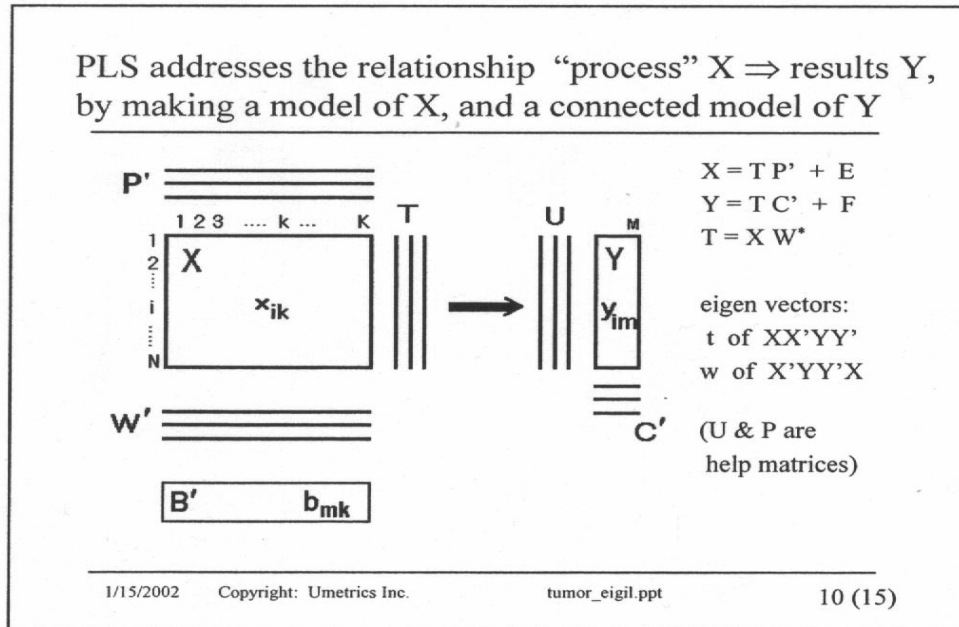 PLS addresses the relationship “process” X ⇒ results Y,
by making a model of X, and a connected model of Y
P'
1 2 3 .... k ... K
T
U
M
1
2
i
N
X
x_ik
Y
y_im
W'
C'
B' b_mk
X = T P' + E
Y = T C' + F
T = X W*
eigen vectors:
t of XX'YY'
w of X'YY'X
(U & P are
help matrices)
1/15/2002 Copyright: Umetrics Inc. tumor_eigil.ppt 10 (15)